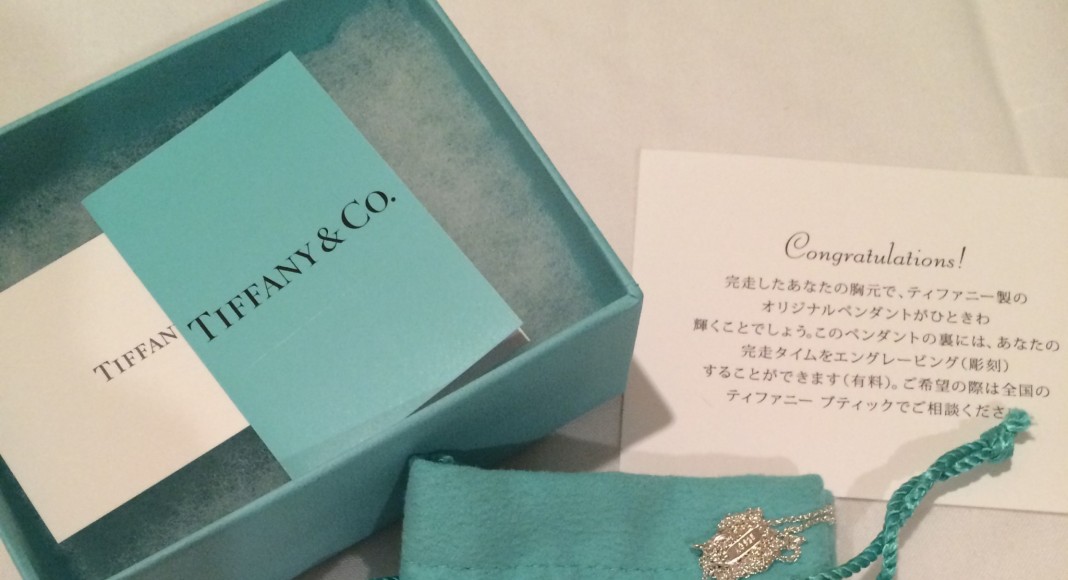 TIFFANY & CO.
TIFFAN
Congratulations!
完走したあなたの胸元で、ティファニー製の
オリジナルペンダントがひときわ
輝くことでしょう。このペンダントの裏には、あなたの
完走タイムをエングレービング（彫刻）
することができます（有料）。ご希望の際は全国の
ティファニー ブティックでご相談くださ